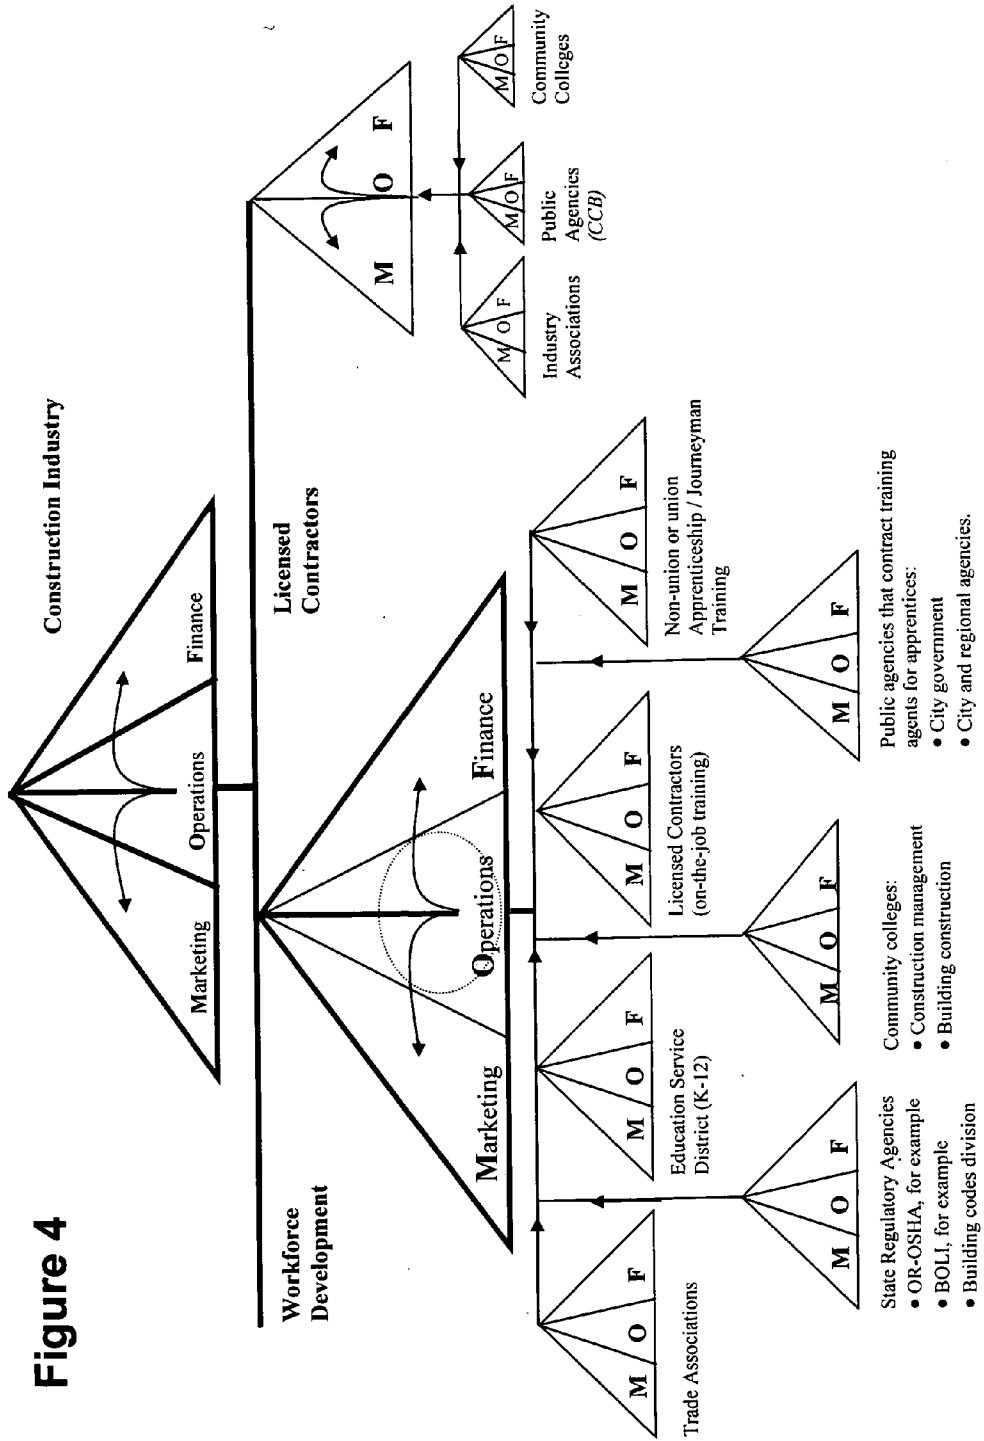 Figure 4
Construction Industry
Marketing
Operations
Finance
Workforce
Development
Licensed
Contractors
Marketing
Operations
Finance
M O F
M O F
Industry
Associations
M O F
Public
Agencies
(CCB)
M O F
Community
Colleges
M O F
Trade Associations
M O F
Education Service
District (K-12)
M O F
Licensed Contractors
(on-the-job training)
M O F
Non-union or union
Apprenticeship / Journeyman
Training
M O F
State Regulatory Agencies
• OR-OSHA, for example
• BOLI, for example
• Building codes division
M O F
Community colleges:
• Construction management
• Building construction
M O F
Public agencies that contract training
agents for apprentices:
• City government
• City and regional agencies.